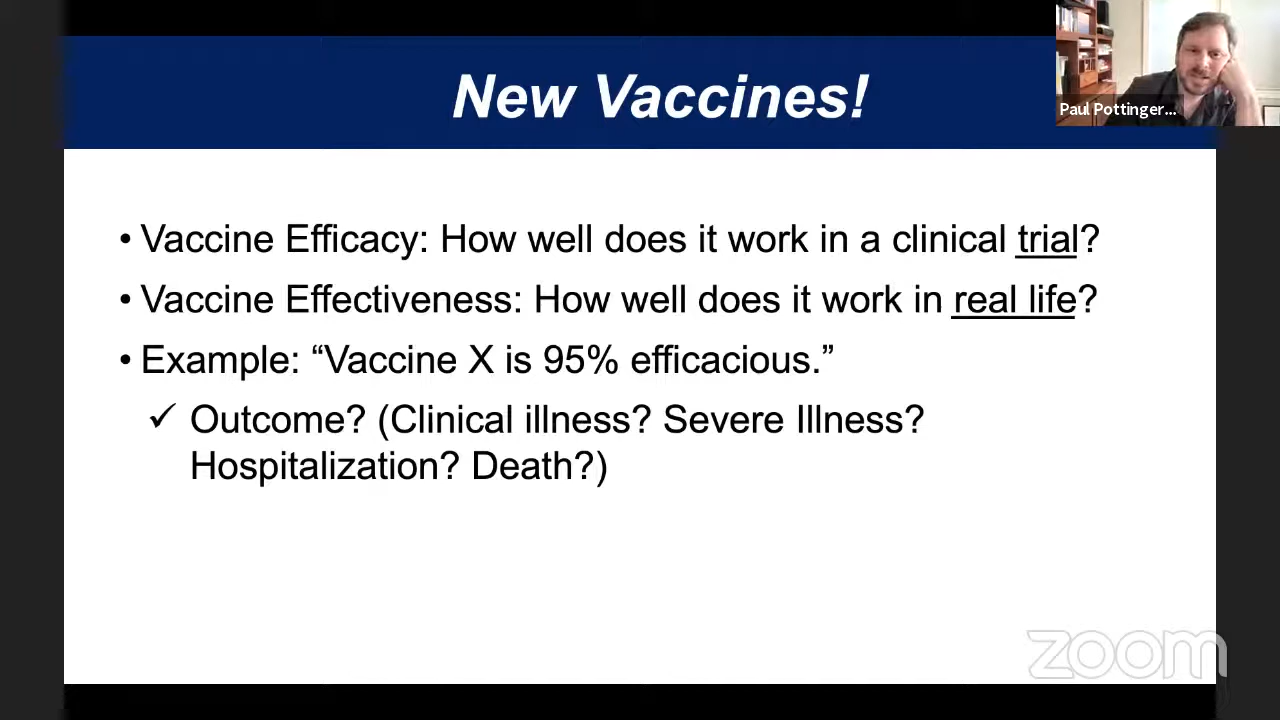 New Vaccines!
Paul Pottinger...
• Vaccine Efficacy: How well does it work in a clinical trial?
• Vaccine Effectiveness: How well does it work in real life?
• Example: “Vaccine X is 95% efficacious.”
✓ Outcome? (Clinical illness? Severe Illness?
Hospitalization? Death?)
zoom